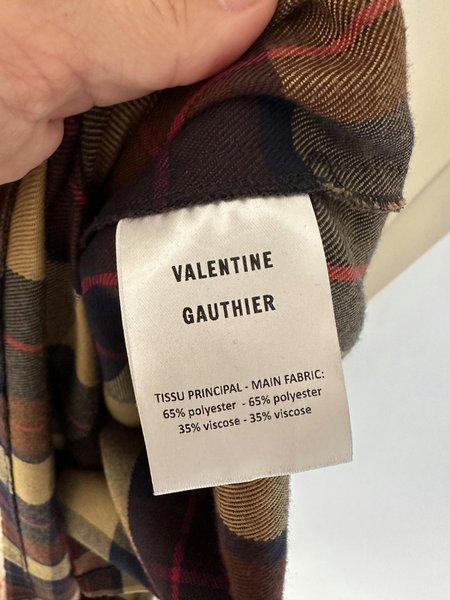 VALENTINE
GAUTHIER
TISSU PRINCIPAL - MAIN FABRIC:
65% polyester - 65% polyester
35% viscose - 35% viscose